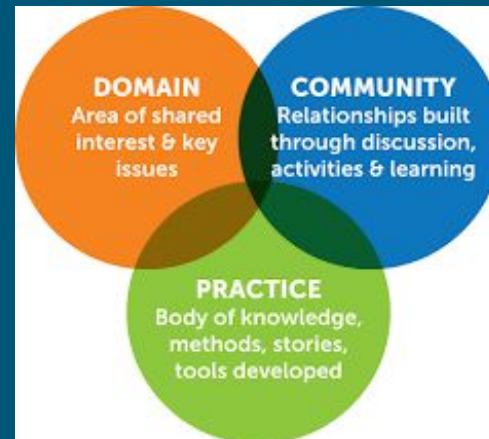 DOMAIN
Area of shared
interest & key
issues
COMMUNITY
Relationships built
through discussion,
activities & learning
PRACTICE
Body of knowledge,
methods, stories,
tools developed